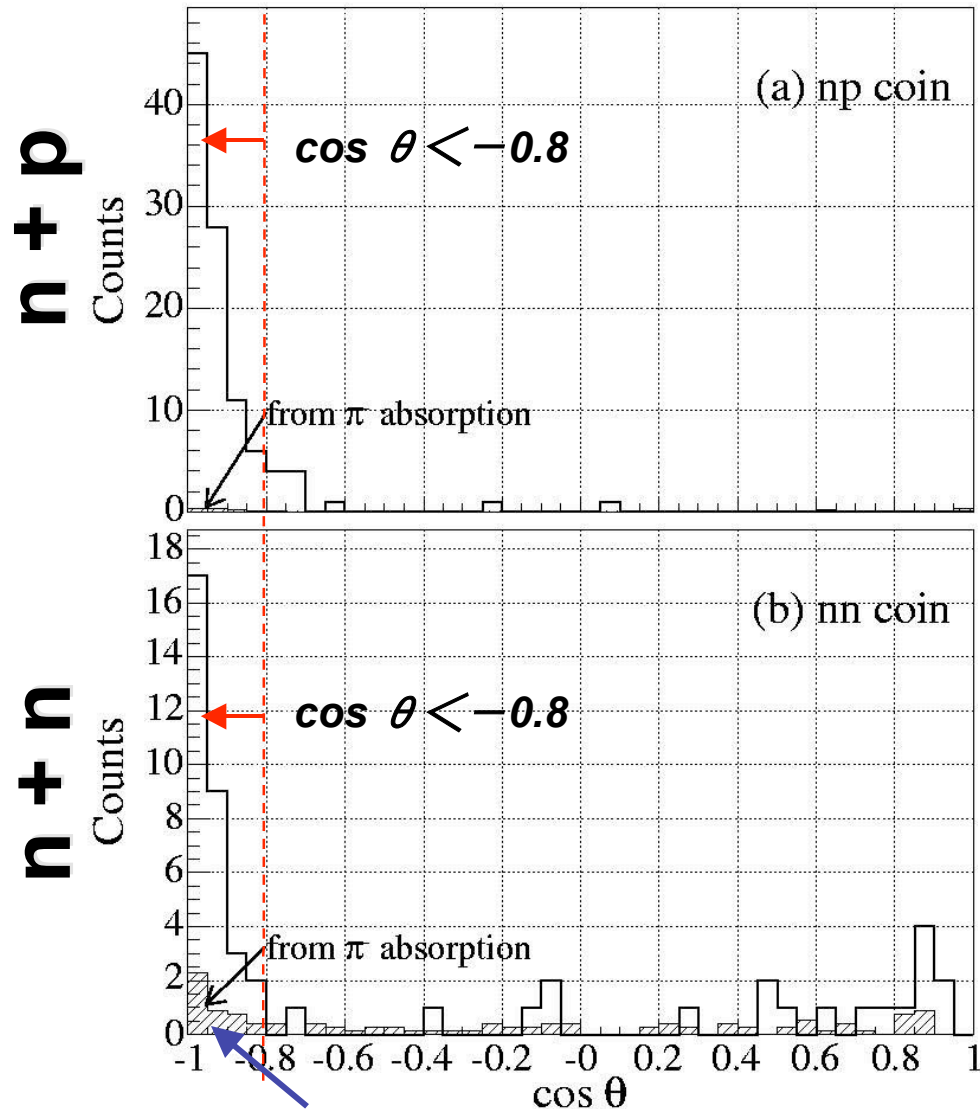 n + p
Counts
40
30
20
10
0
(a) np coin
cos θ＜−0.8
from π absorption
n + n
Counts
18
16
14
12
10
8
6
4
2
0
(b) nn coin
cos θ＜−0.8
from π absorption
-1 -0.8 -0.6 -0.4 -0.2 -0 0.2 0.4 0.6 0.8 1
cos θ